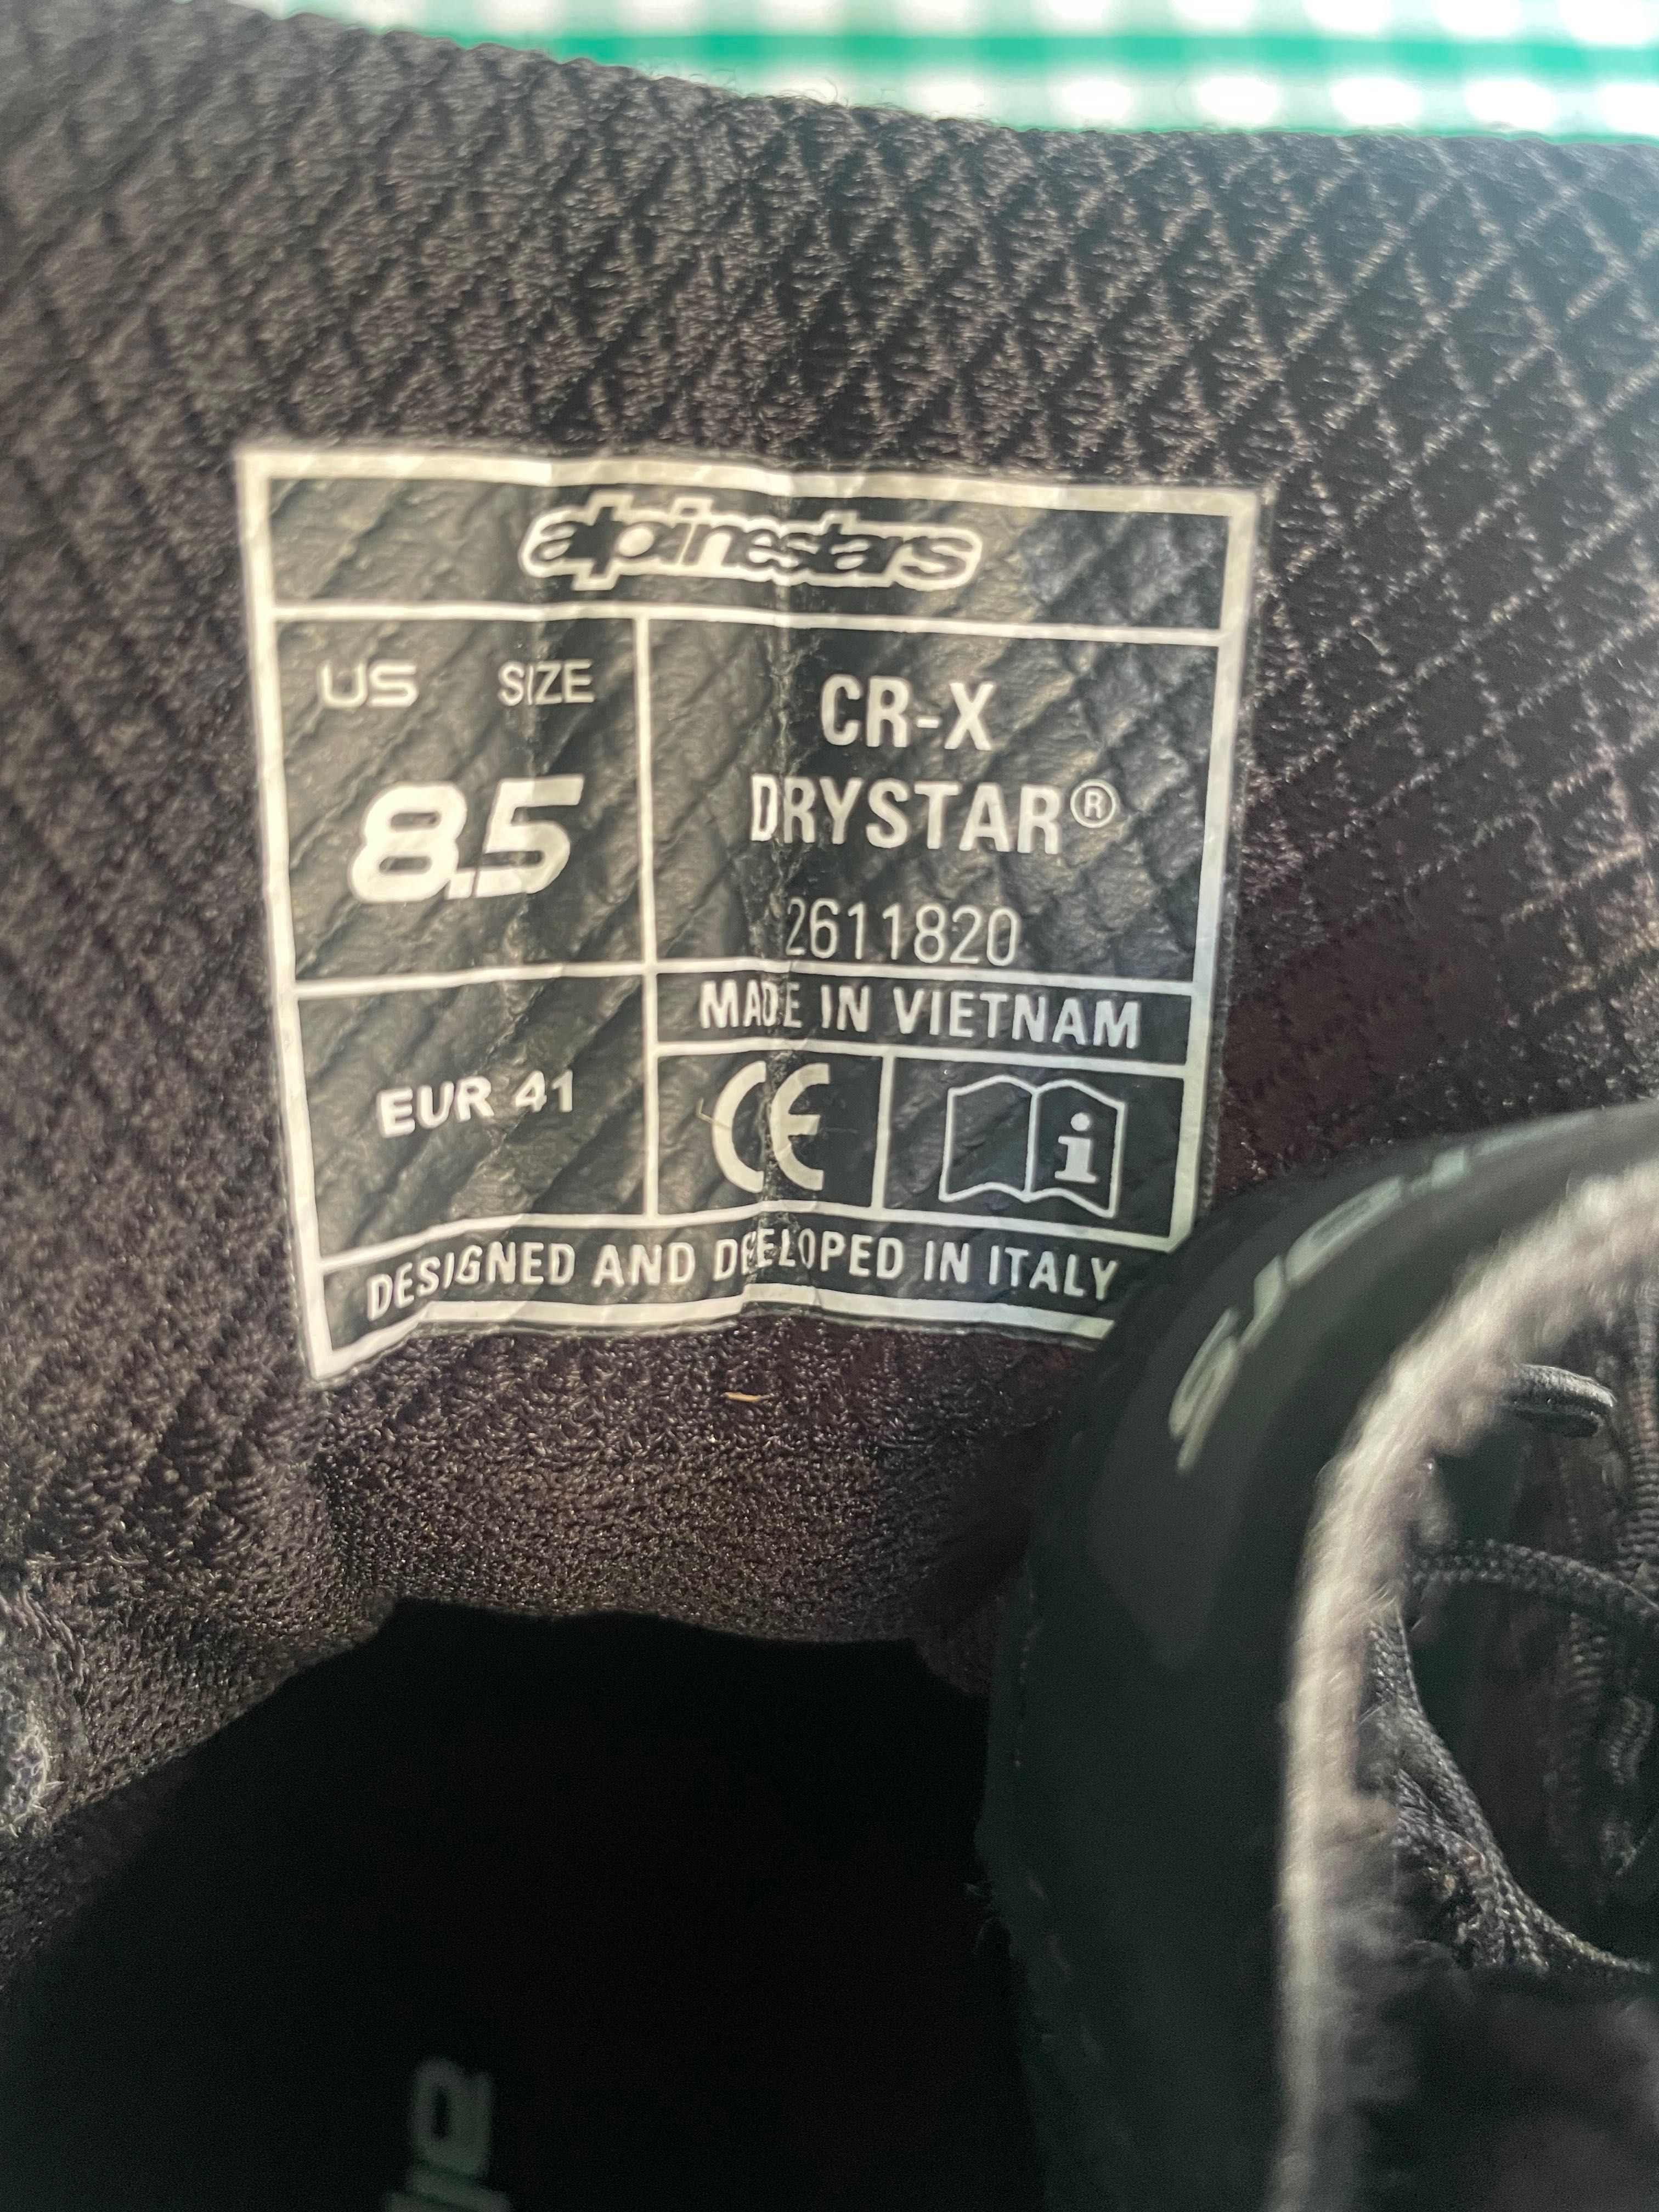 alpinestars
US SIZE
8.5
CR-X
DRYSTAR®
2611820
MADE IN VIETNAM
EUR 41
CE
i
DESIGNED AND DEVELOPED IN ITALY